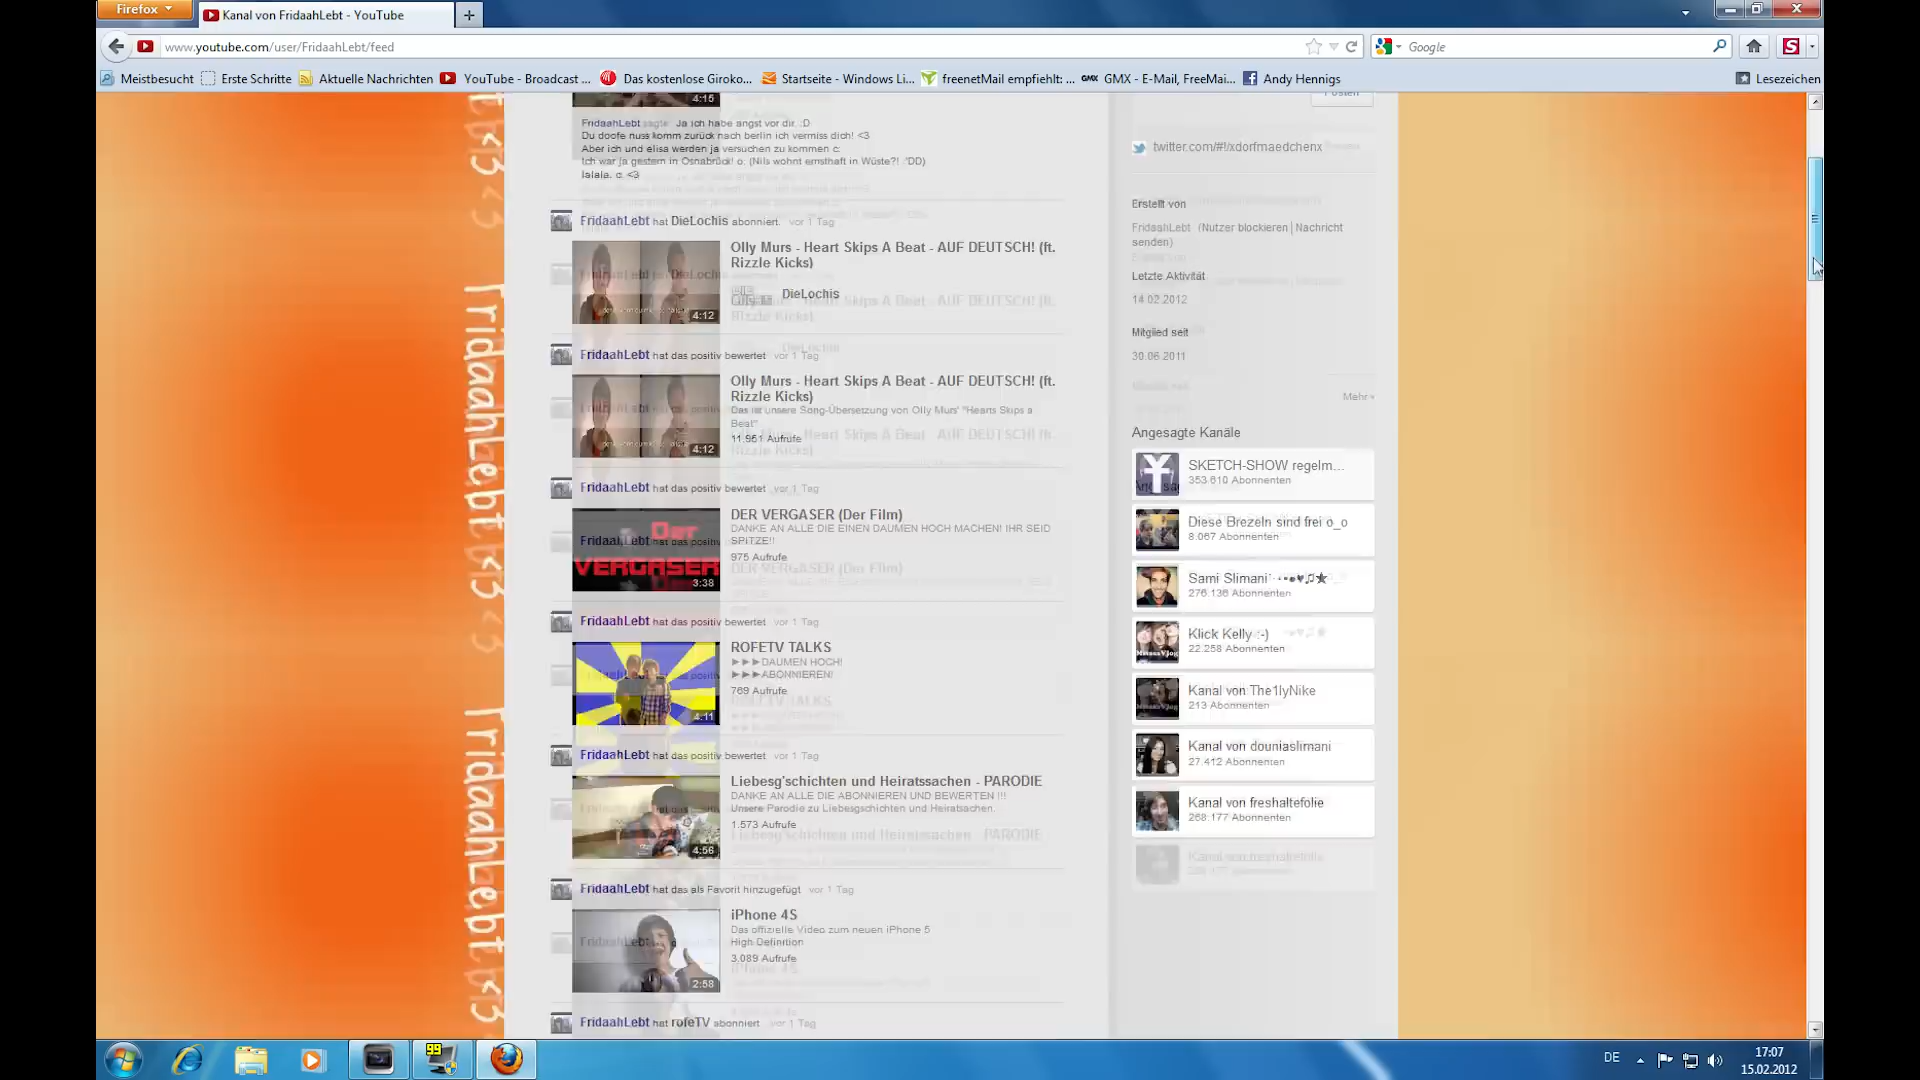 Firefox
Kanal von FridaahLebt - YouTube
www.youtube.com/user/FridaahLebt/feed
Google
Meistbesucht
Erste Schritte
Aktuelle Nachrichten
YouTube - Broadcast ...
Das kostenlose Giroko...
Startseite - Windows Li...
freenetMail empfiehlt: ...
GMX - E-Mail, FreeMai...
Andy Hennigs
Lesezeichen
4:15
FridaahLebt sagte: Ja ich habe angst vor dir. :D
Du doofe nuss komm zurück nach berlin ich vermiss dich! <3
Aber ich und elisa werden ja versuchen zu kommen c:
Ich war ja gestern in Osnabrück! o: (Nils wohnt ernsthaft in Wüste?! :'DD)
lalala. c: <3
FridaahLebt hat DieLochis abonniert. vor 1 Tag
Olly Murs - Heart Skips A Beat - AUF DEUTSCH! (ft.
Rizzle Kicks)
DieLochis
4:12
FridaahLebt hat das positiv bewertet vor 1 Tag
Olly Murs - Heart Skips A Beat - AUF DEUTSCH! (ft.
Rizzle Kicks)
Das ist unsere Song-Übersetzung von Olly Murs' "Hearts Skips a
Beat"
11.961 Aufrufe
4:12
FridaahLebt hat das positiv bewertet vor 1 Tag
DER VERGASER (Der Film)
DANKE AN ALLE DIE EINEN DAUMEN HOCH MACHEN! IHR SEID
SPITZE!!
975 Aufrufe
Der
VERGASER
3:38
FridaahLebt hat das positiv bewertet vor 1 Tag
ROFETV TALKS
►►►DAUMEN HOCH!
►►►ABONNIEREN!
769 Aufrufe
4:11
FridaahLebt hat das positiv bewertet vor 1 Tag
Liebesg'schichten und Heiratssachen - PARODIE
DANKE AN ALLE DIE ABONNIEREN UND BEWERTEN !!!
Unsere Parodie zu Liebesgschichten und Heiratsachen.
1.573 Aufrufe
4:56
FridaahLebt hat das als Favorit hinzugefügt vor 1 Tag
iPhone 4S
Das offizielle Video zum neuen iPhone 5
High Definition
3.089 Aufrufe
2:58
FridaahLebt hat rofeTV abonniert vor 1 Tag
Posten
twitter.com/#!/xdorfmaedchenx
Erstellt von
FridaahLebt (Nutzer blockieren | Nachricht
senden)
Letzte Aktivität
14.02.2012
Mitglied seit
30.06.2011
Mehr
Angesagte Kanäle
SKETCH-SHOW regelm...
353.610 Abonnenten
Diese Brezeln sind frei o_o
8.067 Abonnenten
Sami Slimani
276.136 Abonnenten
Klick Kelly :-)
22.258 Abonnenten
Kanal von The1lyNike
213 Abonnenten
Kanal von douniaslimani
27.412 Abonnenten
Kanal von freshaltefolie
268.177 Abonnenten
FridaahLebt <3
FridaahLebt <3
99
DE
17:07
15.02.2012